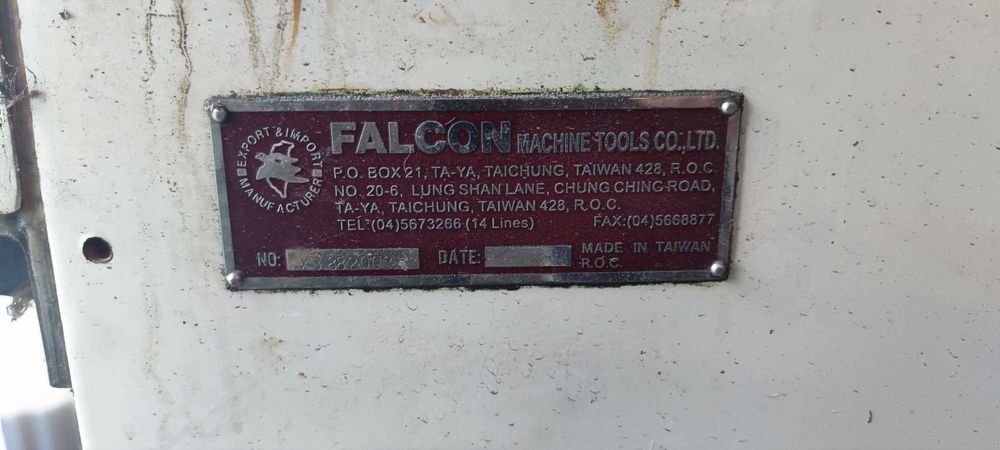 EXPORT & IMPORT
MANUFACTURER
FALCON MACHINE TOOLS CO.,LTD.
P.O. BOX 21, TA-YA, TAICHUNG, TAIWAN 428, R.O.C.
NO. 20-6, LUNG SHAN LANE, CHUNG CHING ROAD,
TA-YA, TAICHUNG, TAIWAN 428, R.O.C.
TEL:(04)5673266 (14 Lines) FAX:(04)5668877
NO: DATE: MADE IN TAIWAN
R.O.C.